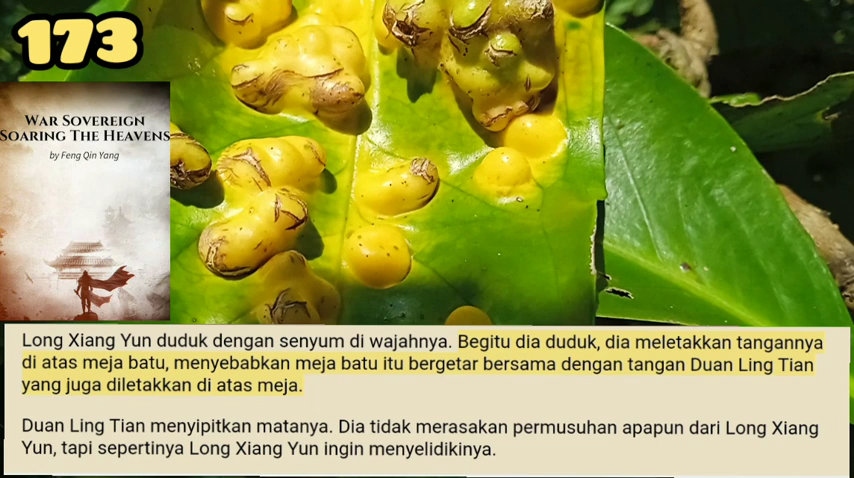 173
WAR SOVEREIGN
SOARING THE HEAVENS
by Feng Qin Yang
Long Xiang Yun duduk dengan senyum di wajahnya. Begitu dia duduk, dia meletakkan tangannya
di atas meja batu, menyebabkan meja batu itu bergetar bersama dengan tangan Duan Ling Tian
yang juga diletakkan di atas meja.
Duan Ling Tian menyipitkan matanya. Dia tidak merasakan permusuhan apapun dari Long Xiang
Yun, tapi sepertinya Long Xiang Yun ingin menyelidikinya.